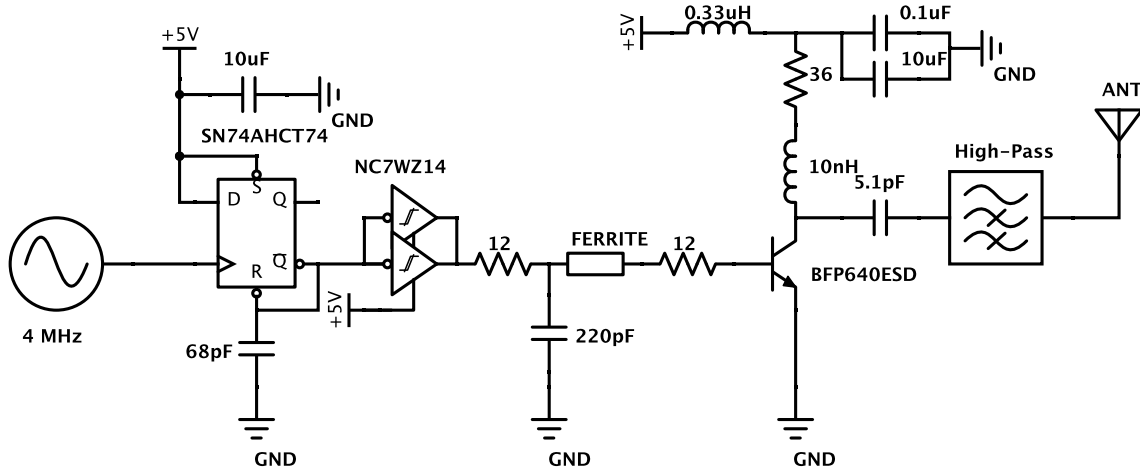 +5V
10uF
GND
SN74AHCT74
D
S
Q
R
Q̅
4 MHz
68pF
GND
NC7WZ14
+5V
12
FERRITE
12
220pF
GND
+5V
0.33uH
0.1uF
10uF
GND
36
10nH
5.1pF
BFP640ESD
GND
High-Pass
ANT